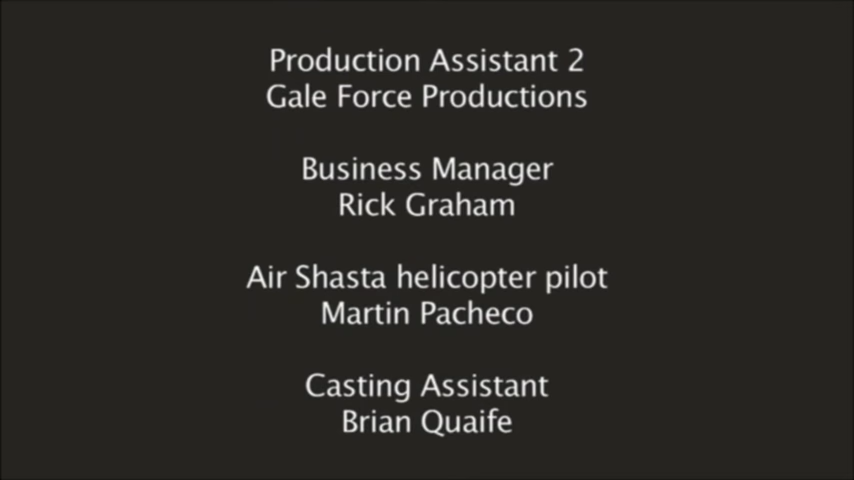 Production Assistant 2
Gale Force Productions
Business Manager
Rick Graham
Air Shasta helicopter pilot
Martin Pacheco
Casting Assistant
Brian Quaife